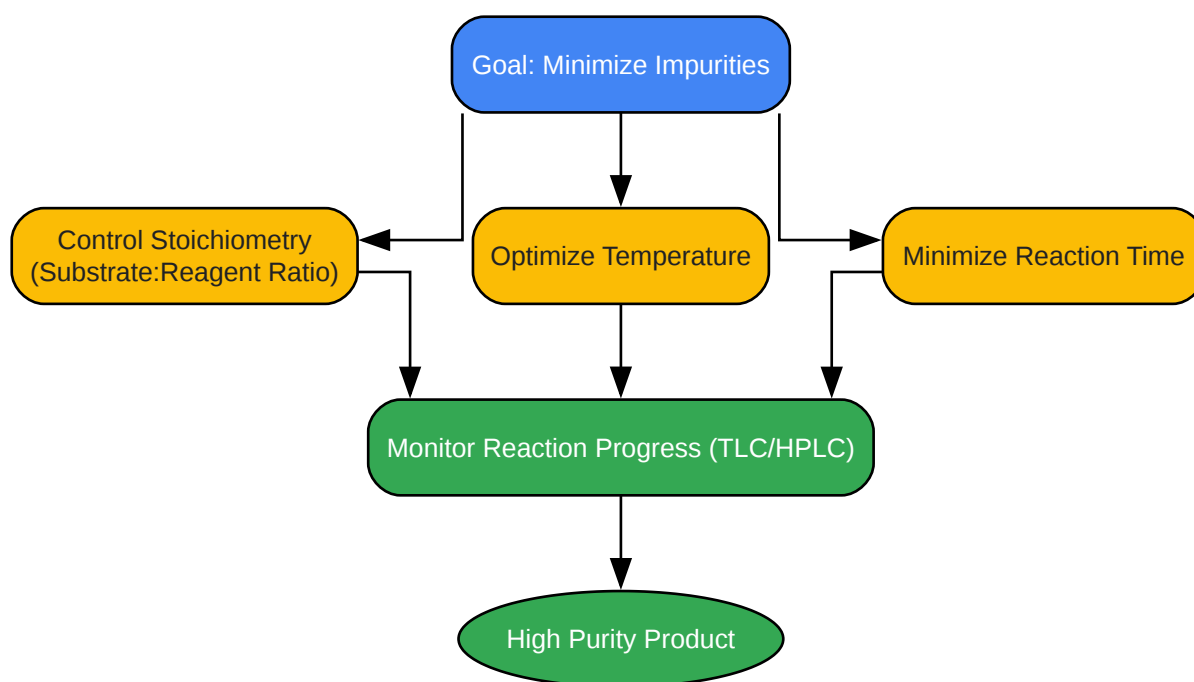 Goal: Minimize Impurities
Control Stoichiometry
(Substrate:Reagent Ratio)
Optimize Temperature
Minimize Reaction Time
Monitor Reaction Progress (TLC/HPLC)
High Purity Product